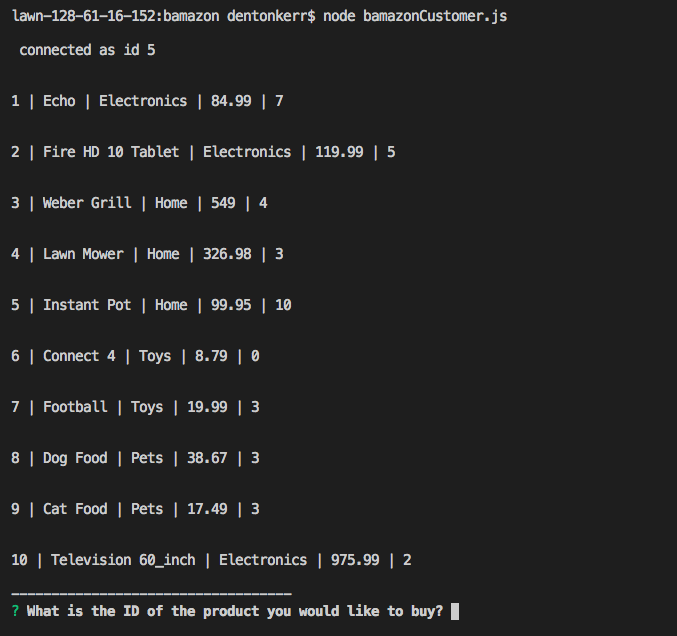 lawn-128-61-16-152:bamazon dentonkerr$ node bamazonCustomer.js
connected as id 5
1 | Echo | Electronics | 84.99 | 7
2 | Fire HD 10 Tablet | Electronics | 119.99 | 5
3 | Weber Grill | Home | 549 | 4
4 | Lawn Mower | Home | 326.98 | 3
5 | Instant Pot | Home | 99.95 | 10
6 | Connect 4 | Toys | 8.79 | 0
7 | Football | Toys | 19.99 | 3
8 | Dog Food | Pets | 38.67 | 3
9 | Cat Food | Pets | 17.49 | 3
10 | Television 60_inch | Electronics | 975.99 | 2
___________________________________
? What is the ID of the product you would like to buy?